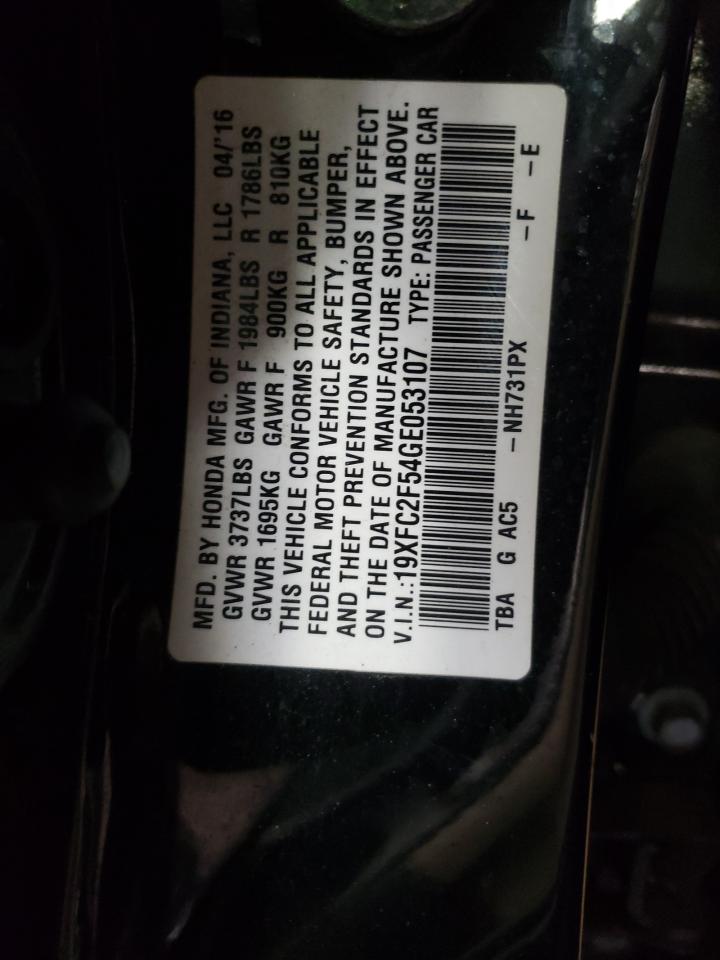 MFD. BY HONDA MFG. OF INDIANA, LLC 04/'16
GVWR 3737LBS GAWR F 1984LBS R 1786LBS
GVWR 1695KG GAWR F 900KG R 810KG
THIS VEHICLE CONFORMS TO ALL APPLICABLE
FEDERAL MOTOR VEHICLE SAFETY, BUMPER,
AND THEFT PREVENTION STANDARDS IN EFFECT
ON THE DATE OF MANUFACTURE SHOWN ABOVE.
V.I.N.:19XFC2F54GE053107 TYPE: PASSENGER CAR
TBA G AC5 -NH731PX -F -E